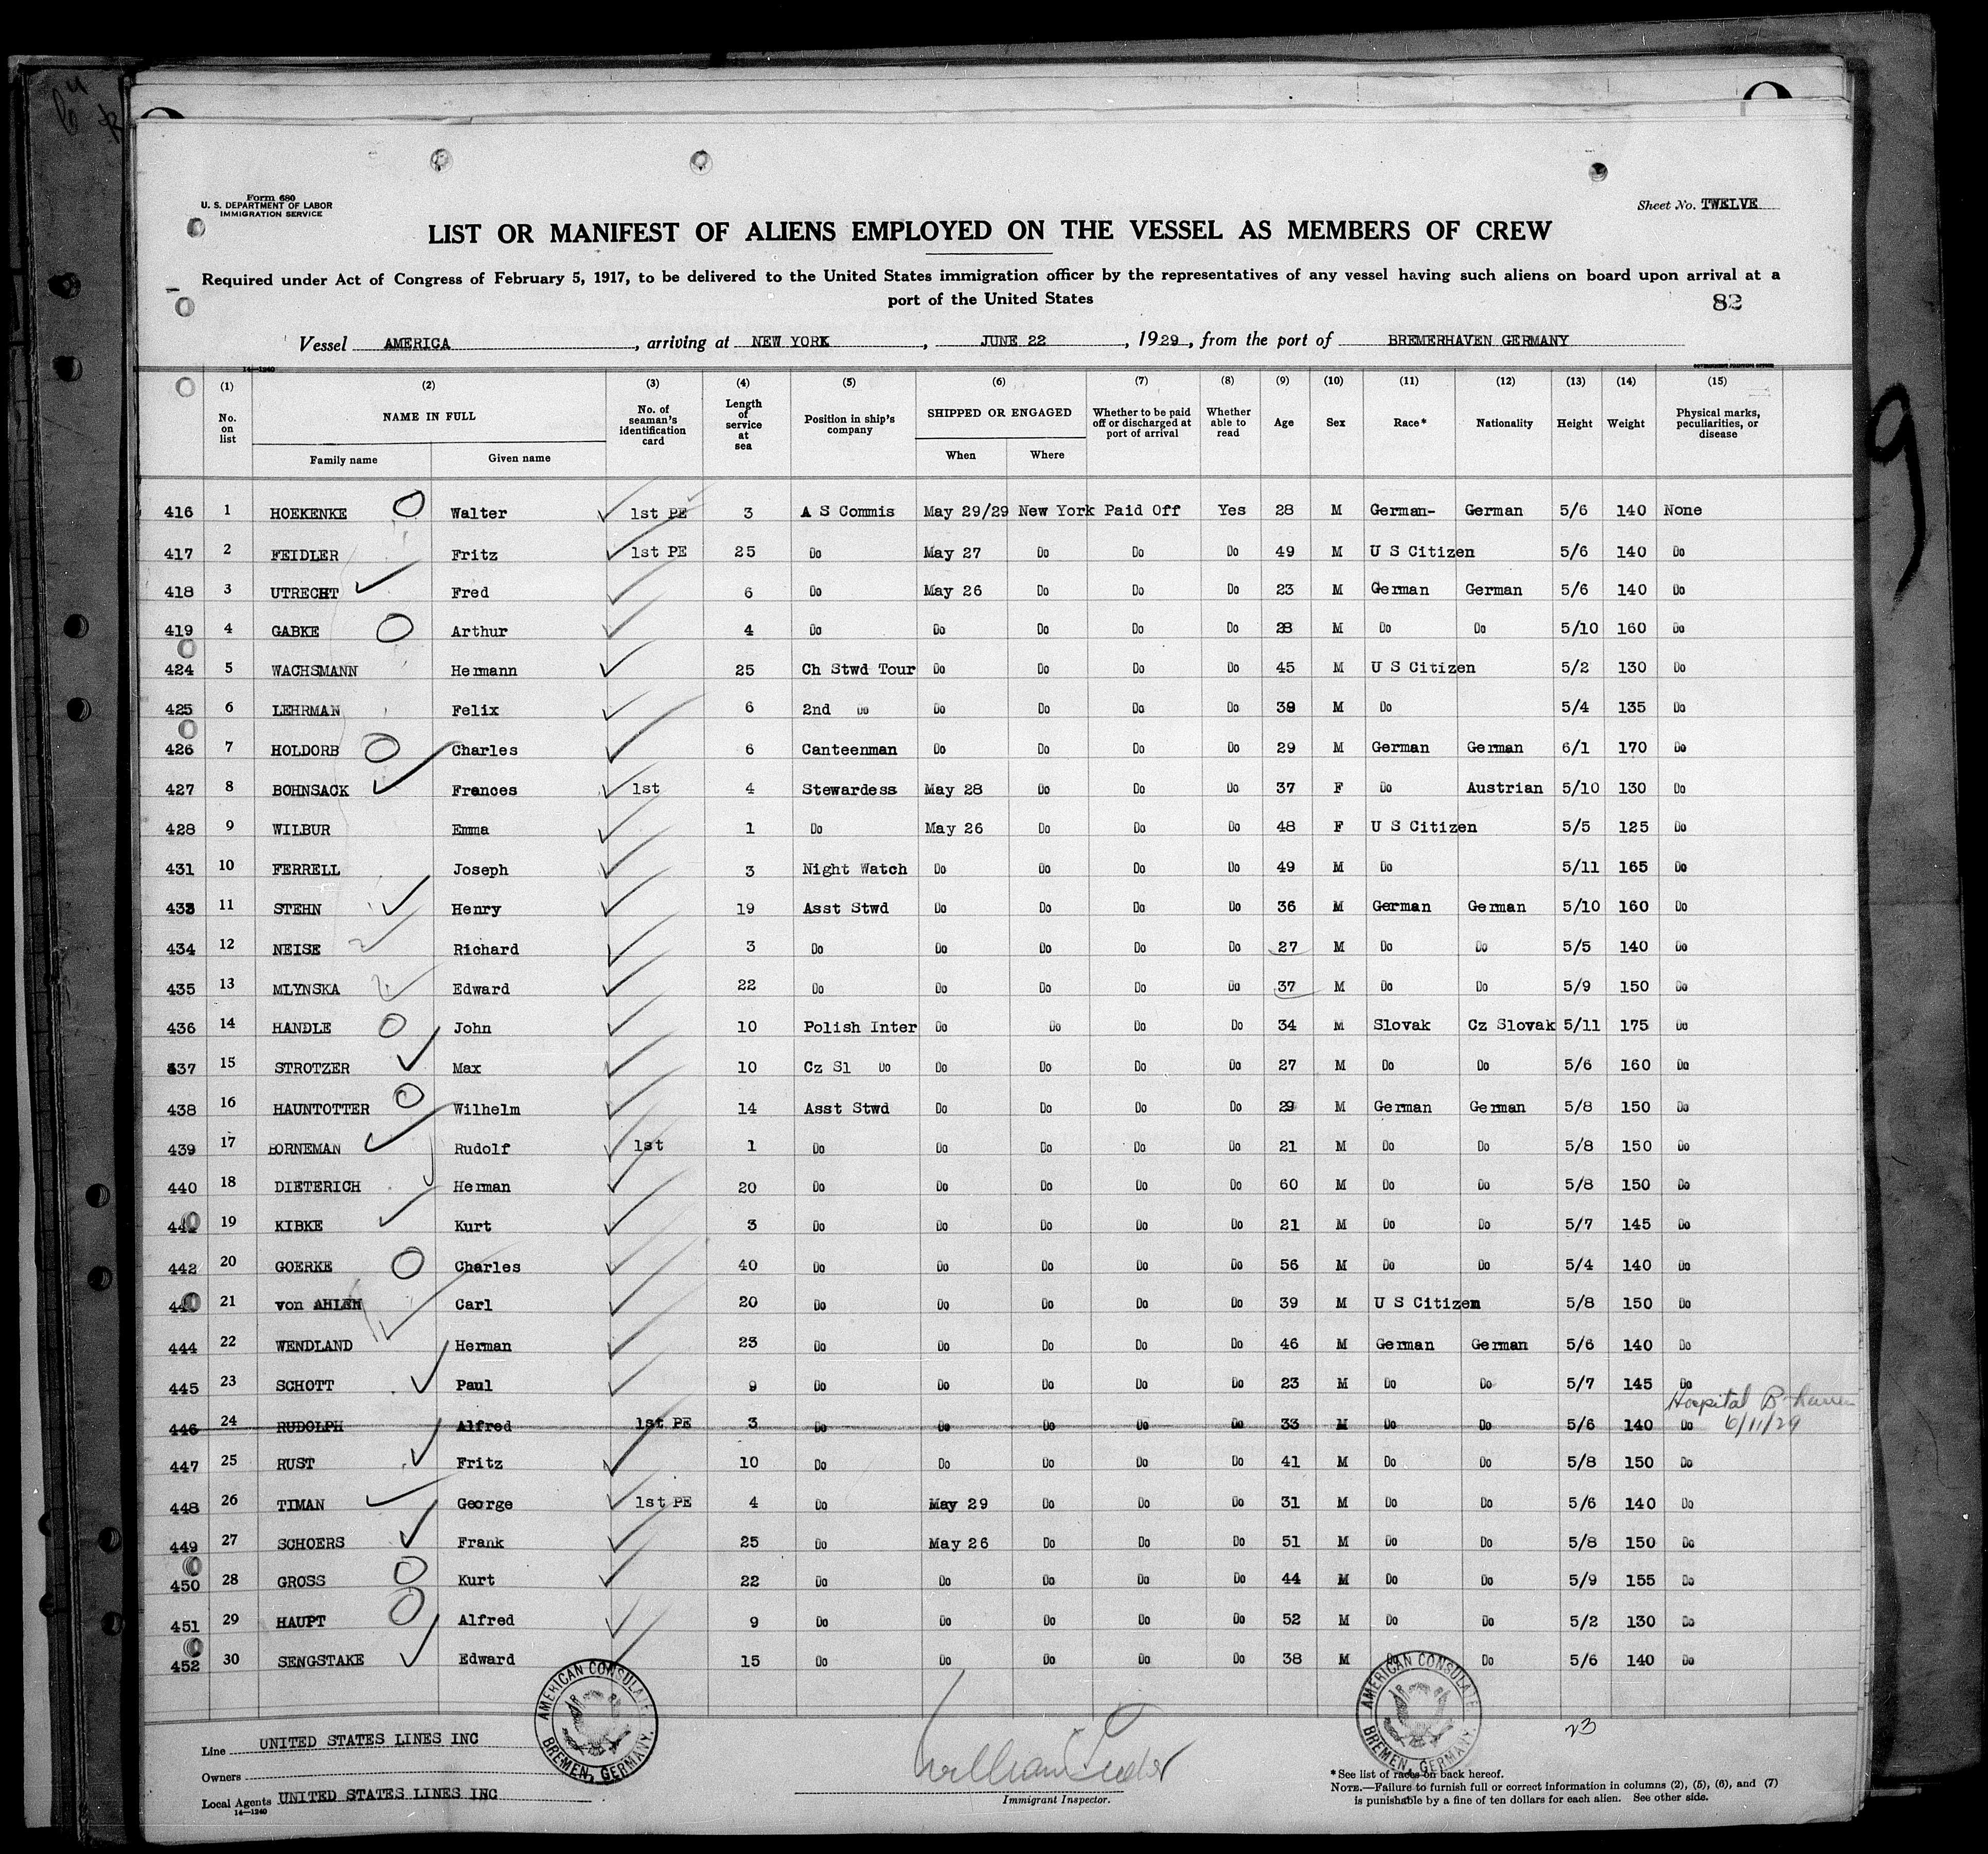 Form 680
U. S. DEPARTMENT OF LABOR
IMMIGRATION SERVICE
Sheet No. TWELVE
LIST OR MANIFEST OF ALIENS EMPLOYED ON THE VESSEL AS MEMBERS OF CREW
Required under Act of Congress of February 5, 1917, to be delivered to the United States immigration officer by the representatives of any vessel having such aliens on board upon arrival at a
port of the United States
82
Vessel AMERICA, arriving at NEW YORK, JUNE 22, 1929, from the port of BREMERHAVEN GERMANY
14—1240 GOVERNMENT PRINTING OFFICE
(1) (2) (3) (4) (5) (6) (7) (8) (9) (10) (11) (12) (13) (14) (15)
No. on list NAME IN FULL Family name Given name No. of seaman's identification card Length of service at sea Position in ship's company SHIPPED OR ENGAGED When Where Whether to be paid off or discharged at port of arrival Whether able to read Age Sex Race* Nationality Height Weight Physical marks, peculiarities, or disease
416 1 HOEKENKE Walter 1st PE 3 A S Commis May 29/29 New York Paid Off Yes 28 M German- German 5/6 140 None
417 2 FEIDLER Fritz 1st PE 25 Do May 27 Do Do Do 49 M U S Citizen 5/6 140 Do
418 3 UTRECHT Fred 6 Do May 26 Do Do Do 23 M German German 5/6 140 Do
419 4 GABKE Arthur 4 Do Do Do Do Do 28 M Do Do 5/10 160 Do
424 5 WACHSMANN Hermann 25 Ch Stwd Tour Do Do Do Do 45 M U S Citizen 5/2 130 Do
425 6 LEHRMAN Felix 6 2nd Do Do Do Do Do 39 M Do 5/4 135 Do
426 7 HOLDORB Charles 6 Canteenman Do Do Do Do 29 M German German 6/1 170 Do
427 8 BOHNSACK Frances 1st 4 Stewardess May 28 Do Do Do 37 F Do Austrian 5/10 130 Do
428 9 WILBUR Emma 1 Do May 26 Do Do Do 48 F U S Citizen 5/5 125 Do
431 10 FERRELL Joseph 3 Night Watch Do Do Do Do 49 M Do 5/11 165 Do
433 11 STEHN Henry 19 Asst Stwd Do Do Do Do 36 M German German 5/10 160 Do
434 12 NEISE Richard 3 Do Do Do Do Do 27 M Do Do 5/5 140 Do
435 13 MLYNSKA Edward 22 Do Do Do Do Do 37 M Do Do 5/9 150 Do
436 14 HANDLE John 10 Polish Inter Do Do Do Do 34 M Slovak Cz Slovak 5/11 175 Do
437 15 STROTZER Max 10 Cz Sl Do Do Do Do Do 27 M Do Do 5/6 160 Do
438 16 HAUNTOTTER Wilhelm 14 Asst Stwd Do Do Do Do 29 M German German 5/8 150 Do
439 17 BORNEMAN Rudolf 1st 1 Do Do Do Do Do 21 M Do Do 5/8 150 Do
440 18 DIETERICH Herman 20 Do Do Do Do Do 60 M Do Do 5/8 150 Do
19 KIBKE Kurt 3 Do Do Do Do Do 21 M Do Do 5/7 145 Do
442 20 GOERKE Charles 40 Do Do Do Do Do 56 M Do Do 5/4 140 Do
21 von AHLEM Carl 20 Do Do Do Do Do 39 M U S Citizen 5/8 150 Do
444 22 WENDLAND Herman 23 Do Do Do Do Do 46 M German German 5/6 140 Do
445 23 SCHOTT Paul 9 Do Do Do Do Do 23 M Do Do 5/7 145 Do
446 24 RUDOLPH Alfred 1st PE 3 Do Do Do Do Do 33 M Do Do 5/6 140 Do Hospital 6/11/29
447 25 RUST Fritz 10 Do Do Do Do Do 41 M Do Do 5/8 150 Do
448 26 TIMAN George 1st PE 4 Do May 29 Do Do Do 31 M Do Do 5/6 140 Do
449 27 SCHOERS Frank 25 Do May 26 Do Do Do 51 M Do Do 5/8 150 Do
450 28 GROSS Kurt 22 Do Do Do Do Do 44 M Do Do 5/9 155 Do
451 29 HAUPT Alfred 9 Do Do Do Do Do 52 M Do Do 5/2 130 Do
452 30 SENGSTAKE Edward 15 Do Do Do Do Do 38 M Do Do 5/6 140 Do
AMERICAN CONSULATE BREMEN, GERMANY.
AMERICAN CONSULATE BREMEN, GERMANY.
23
Line UNITED STATES LINES INC
Owners
Local Agents UNITED STATES LINES INC
14—1240
William
Immigrant Inspector.
*See list of races on back hereof.
NOTE.—Failure to furnish full or correct information in columns (2), (5), (6), and (7)
is punishable by a fine of ten dollars for each alien. See other side.
9